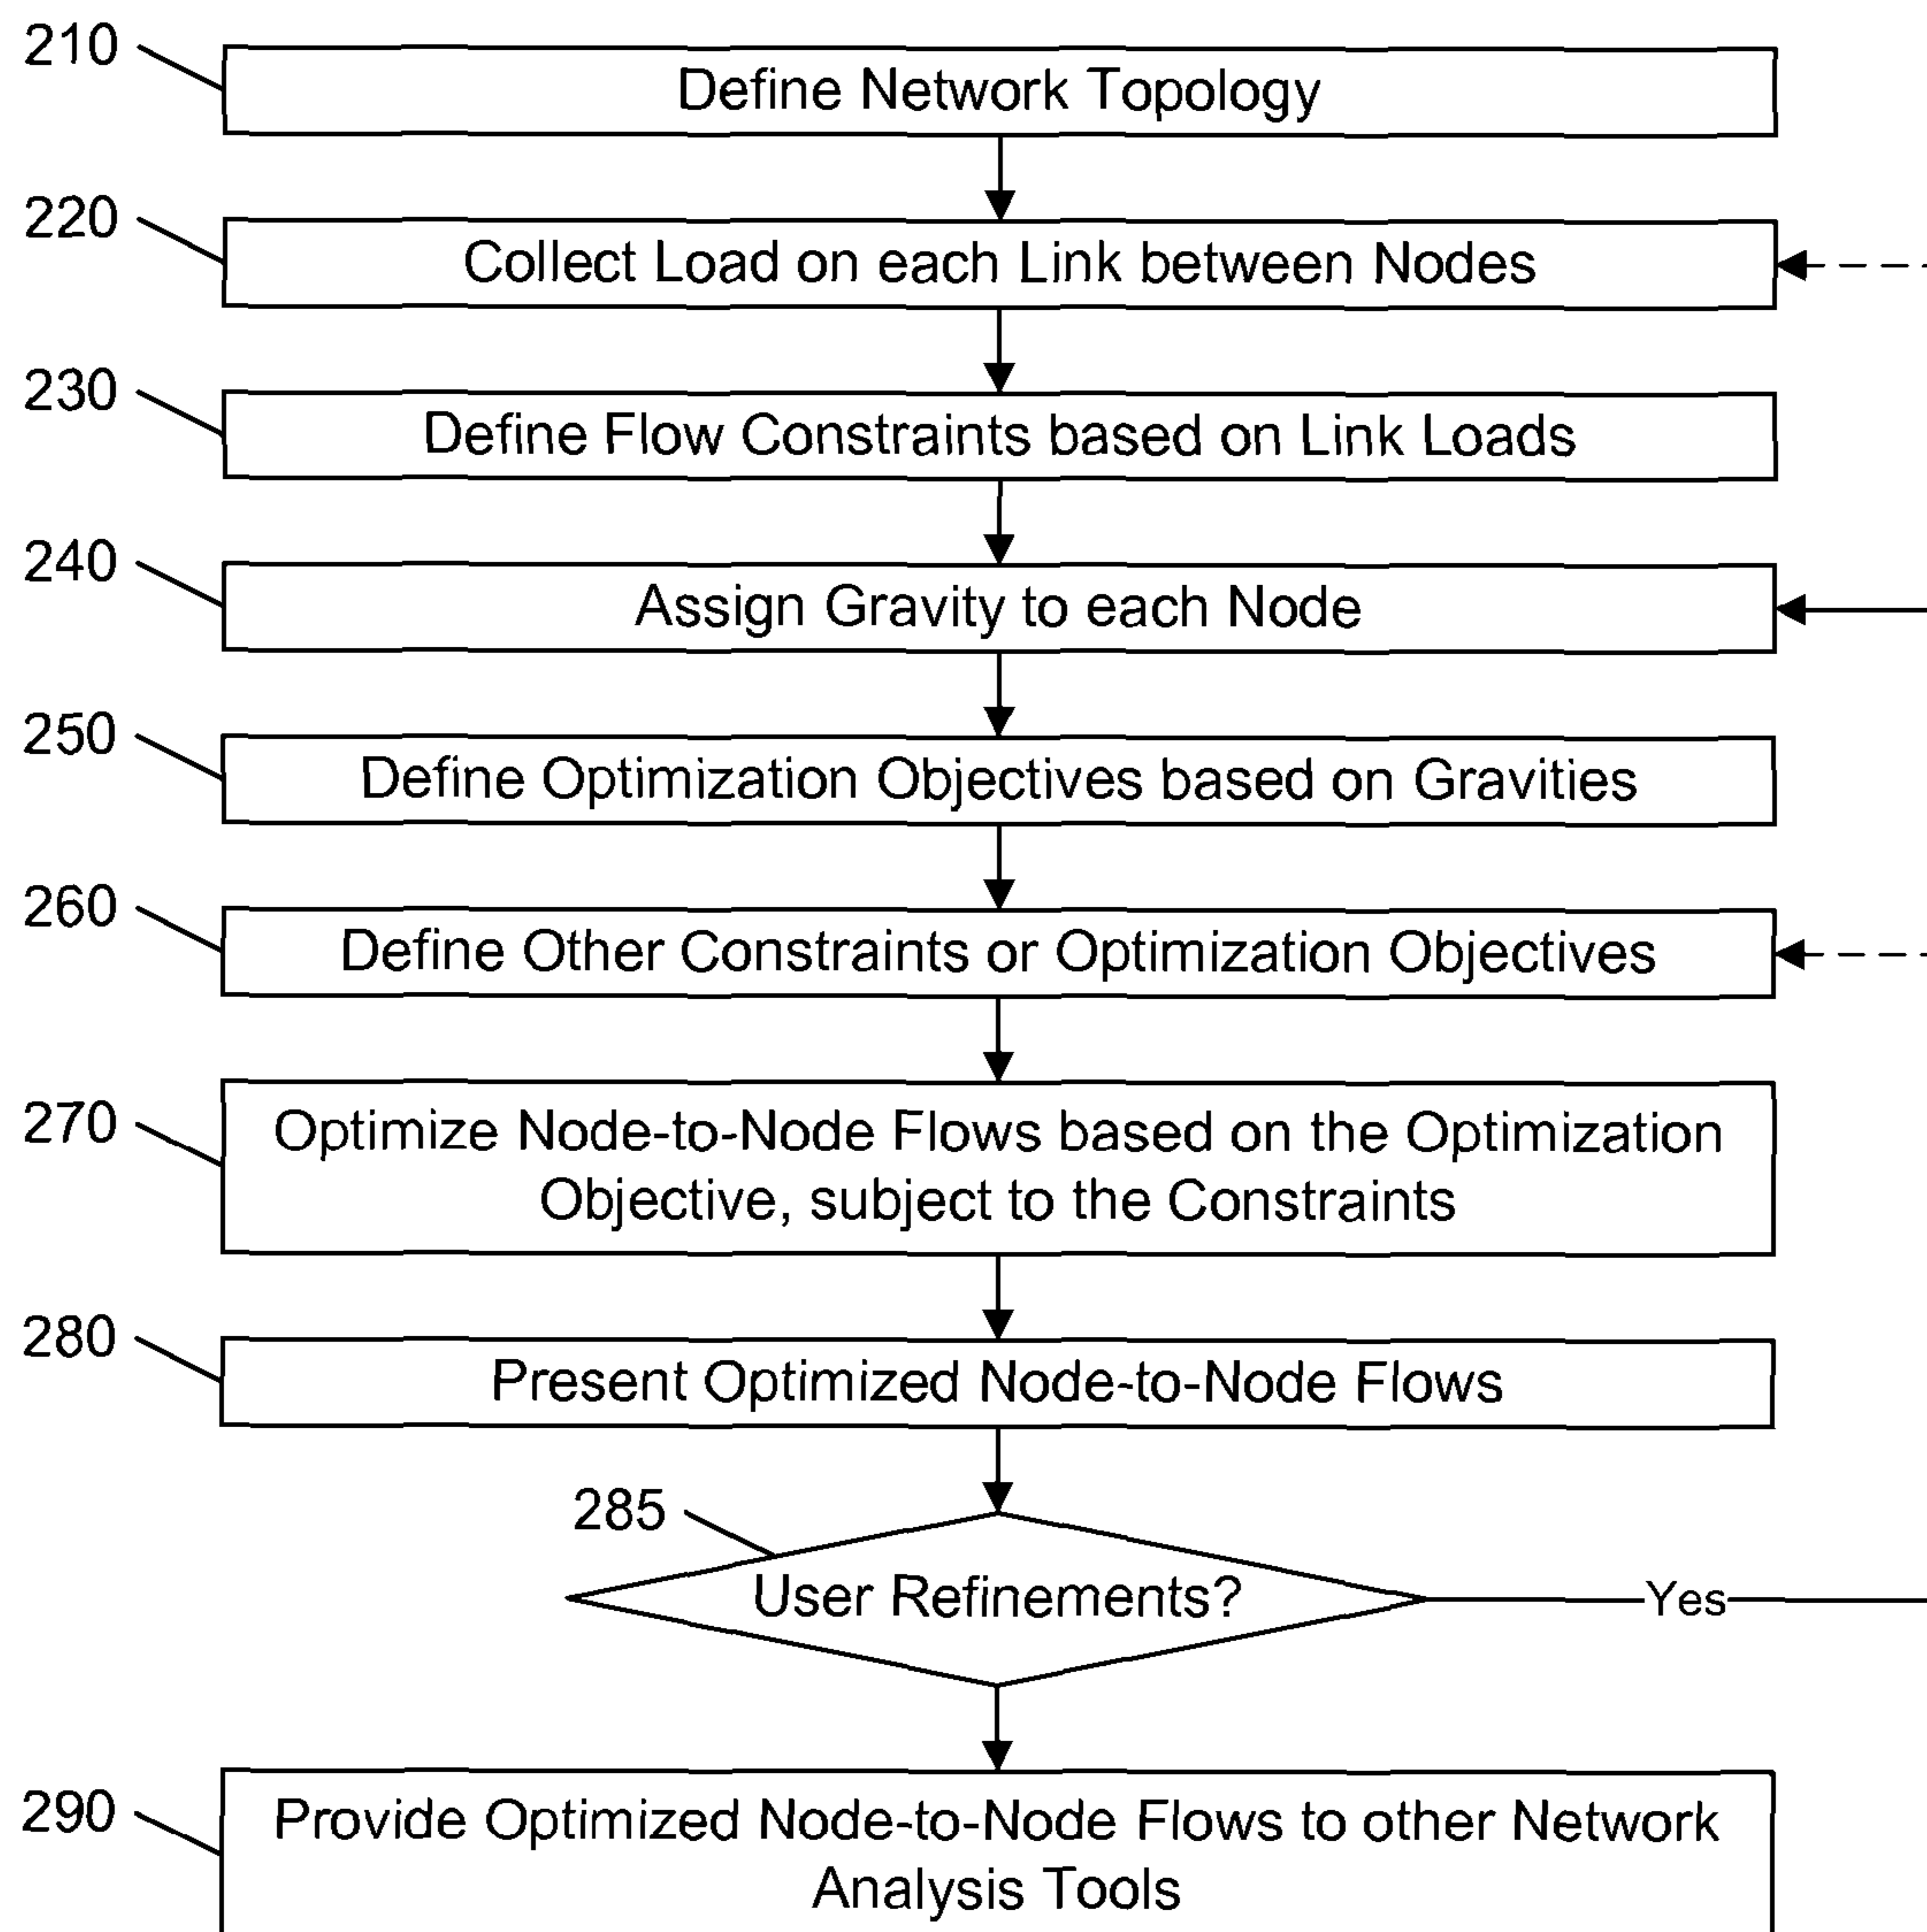 210
Define Network Topology
220
Collect Load on each Link between Nodes
230
Define Flow Constraints based on Link Loads
240
Assign Gravity to each Node
250
Define Optimization Objectives based on Gravities
260
Define Other Constraints or Optimization Objectives
270
Optimize Node-to-Node Flows based on the Optimization
Objective, subject to the Constraints
280
Present Optimized Node-to-Node Flows
285
User Refinements?
Yes
290
Provide Optimized Node-to-Node Flows to other Network
Analysis Tools